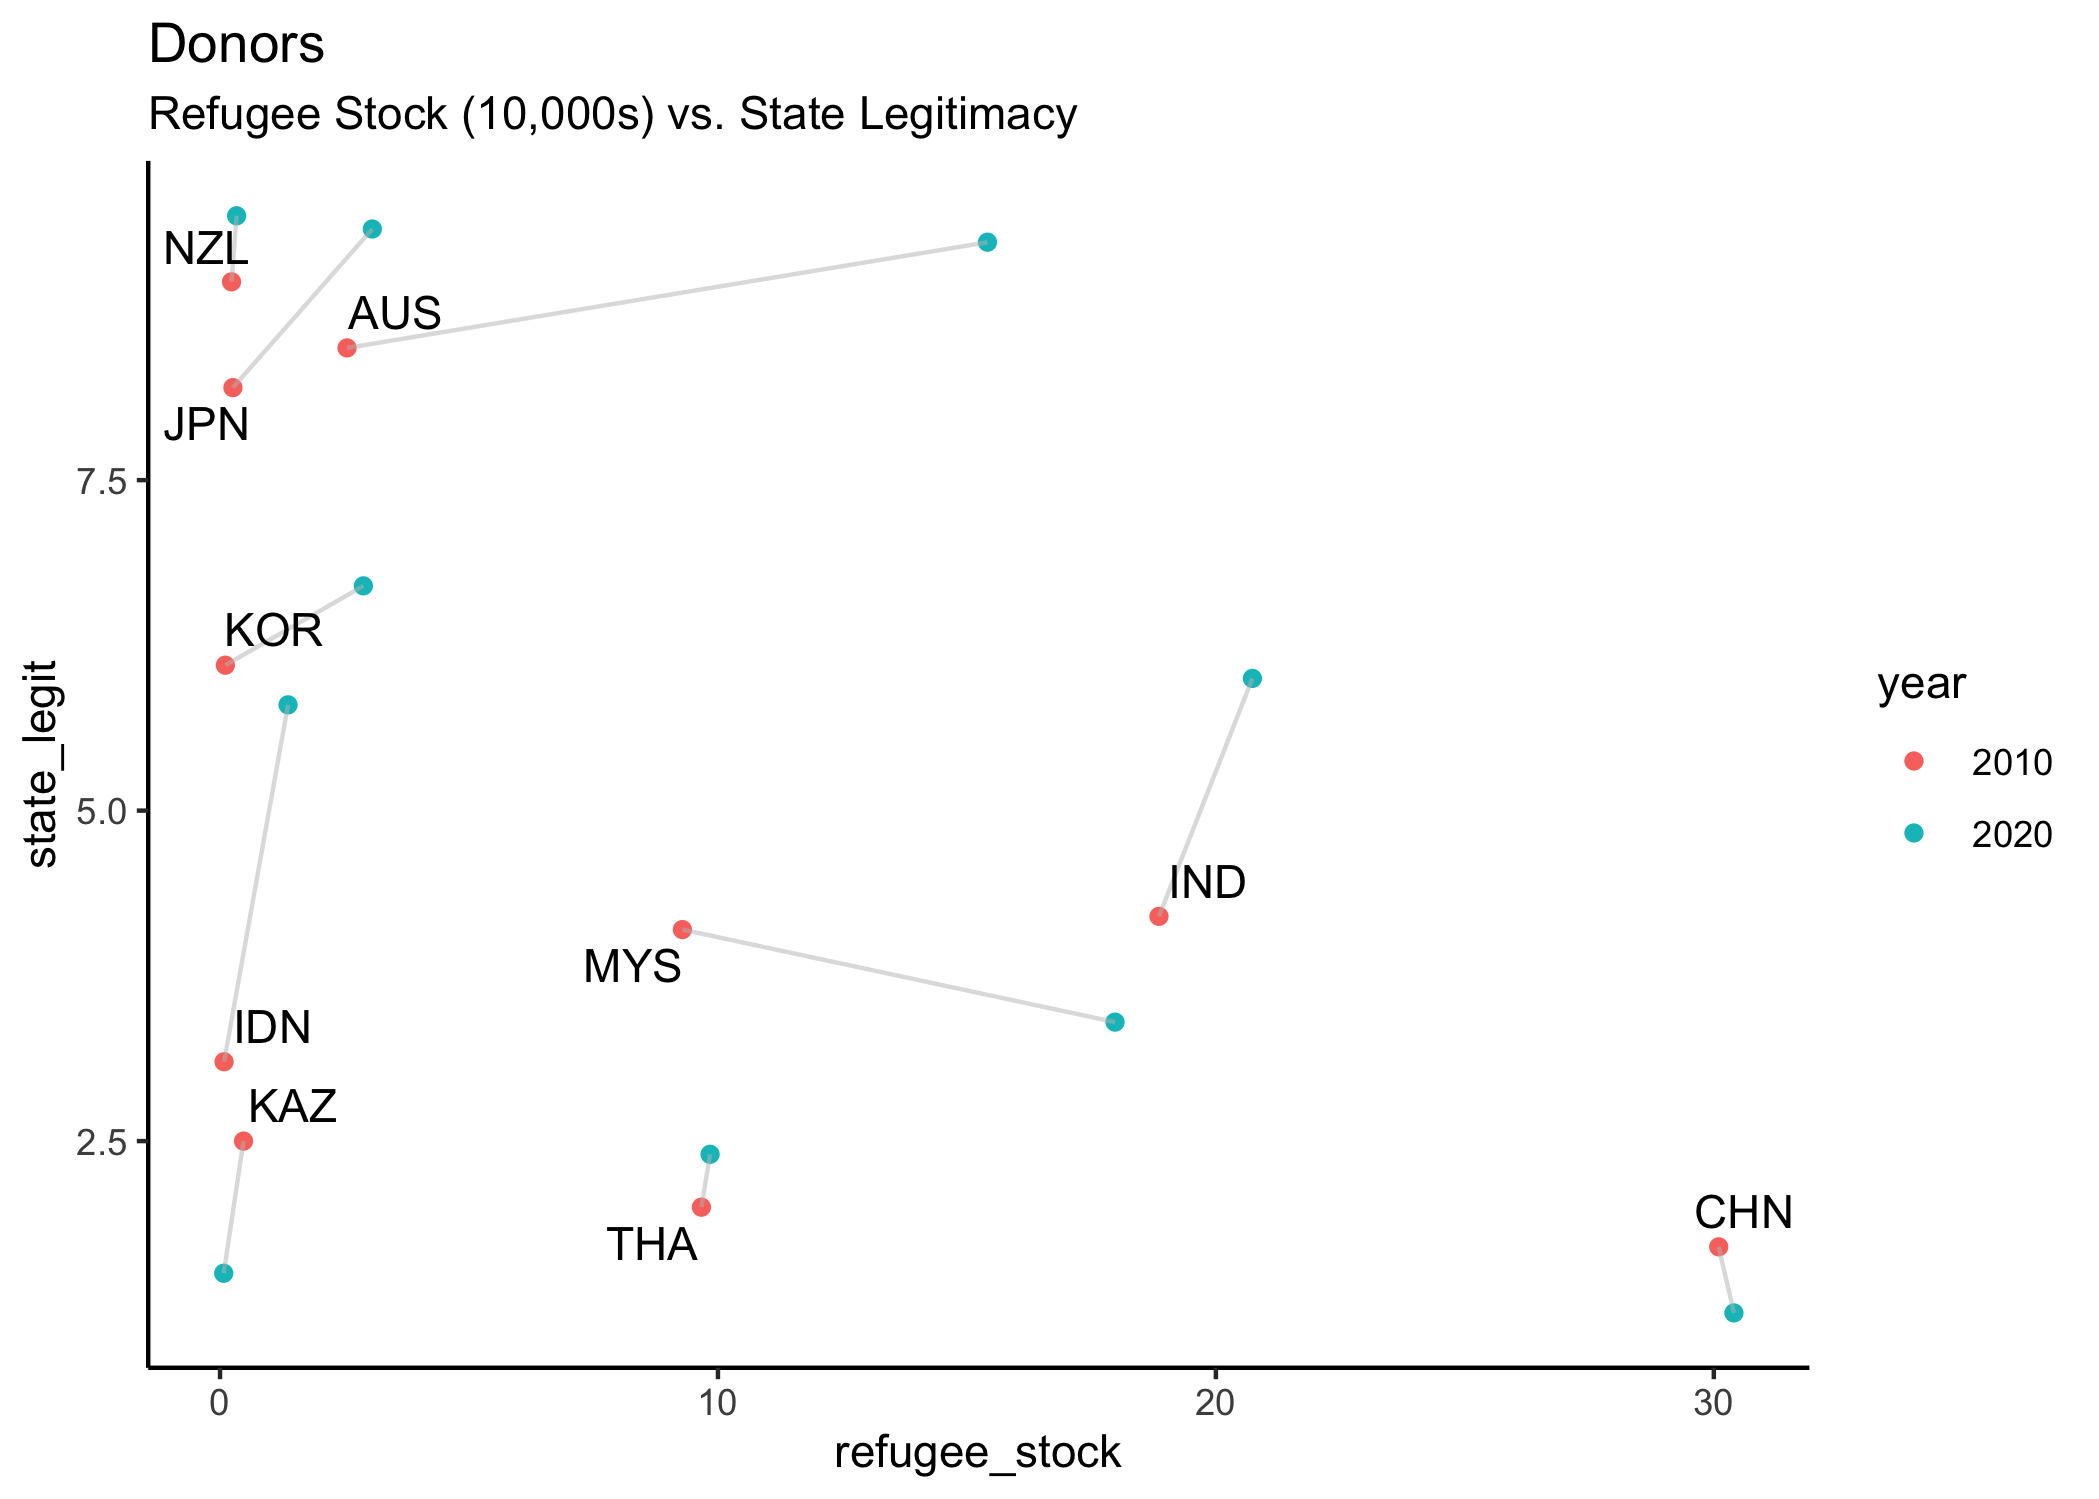 Donors
Refugee Stock (10,000s) vs. State Legitimacy
NZL
AUS
JPN
7.5
KOR
state_legit
year
2010
5.0
2020
IND
MYS
IDN
KAZ
2.5
CHN
THA
0 10 20 30
refugee_stock